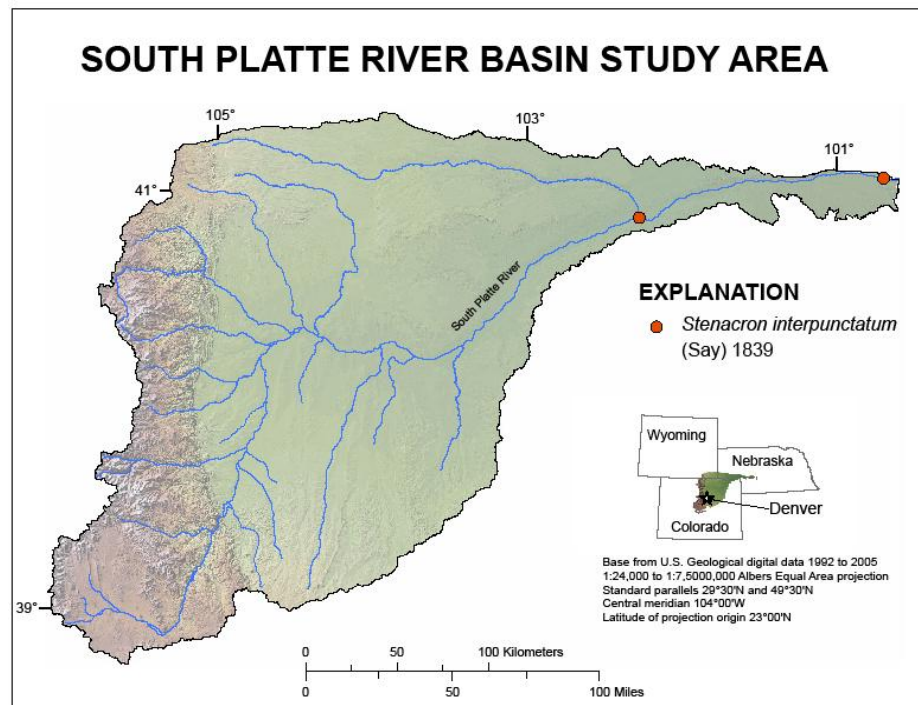 SOUTH PLATTE RIVER BASIN STUDY AREA
105°
103°
101°
41°
South Platte River
EXPLANATION
Stenacron interpunctatum
(Say) 1839
Wyoming
Nebraska
Denver
Colorado
Base from U.S. Geological digital data 1992 to 2005
1:24,000 to 1:7,5000,000 Albers Equal Area projection
Standard parallels 29°30'N and 49°30'N
Central meridian 104°00'W
Latitude of projection origin 23°00'N
39°
0 50 100 Kilometers
0 50 100 Miles